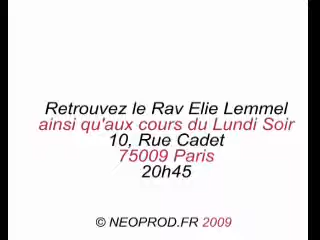 Retrouvez le Rav Elie Lemmel
ainsi qu'aux cours du Lundi Soir
10, Rue Cadet
75009 Paris
20h45
© NEOPROD.FR 2009